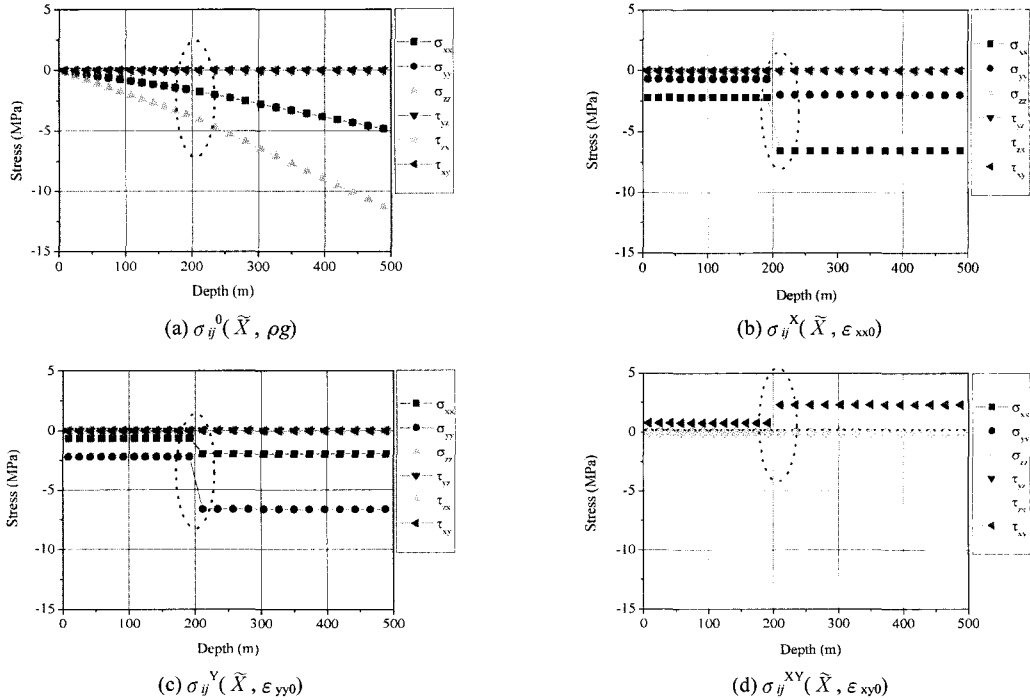 5
0
-5
-10
-15
Stress (MPa)
0 100 200 300 400 500
Depth (m)
σxx
σyy
σzz
τyz
τzx
τxy
(a) σij⁰(X̃, ρg)
5
0
-5
-10
-15
Stress (MPa)
0 100 200 300 400 500
Depth (m)
σxx
σyy
σzz
τyz
τzx
τxy
(b) σijˣ(X̃, εxx0)
5
0
-5
-10
-15
Stress (MPa)
0 100 200 300 400 500
Depth (m)
σxx
σyy
σzz
τyz
τzx
τxy
(c) σijʸ(X̃, εyy0)
5
0
-5
-10
-15
Stress (MPa)
0 100 200 300 400 500
Depth (m)
σxx
σyy
σzz
τyz
τzx
τxy
(d) σijˣʸ(X̃, εxy0)